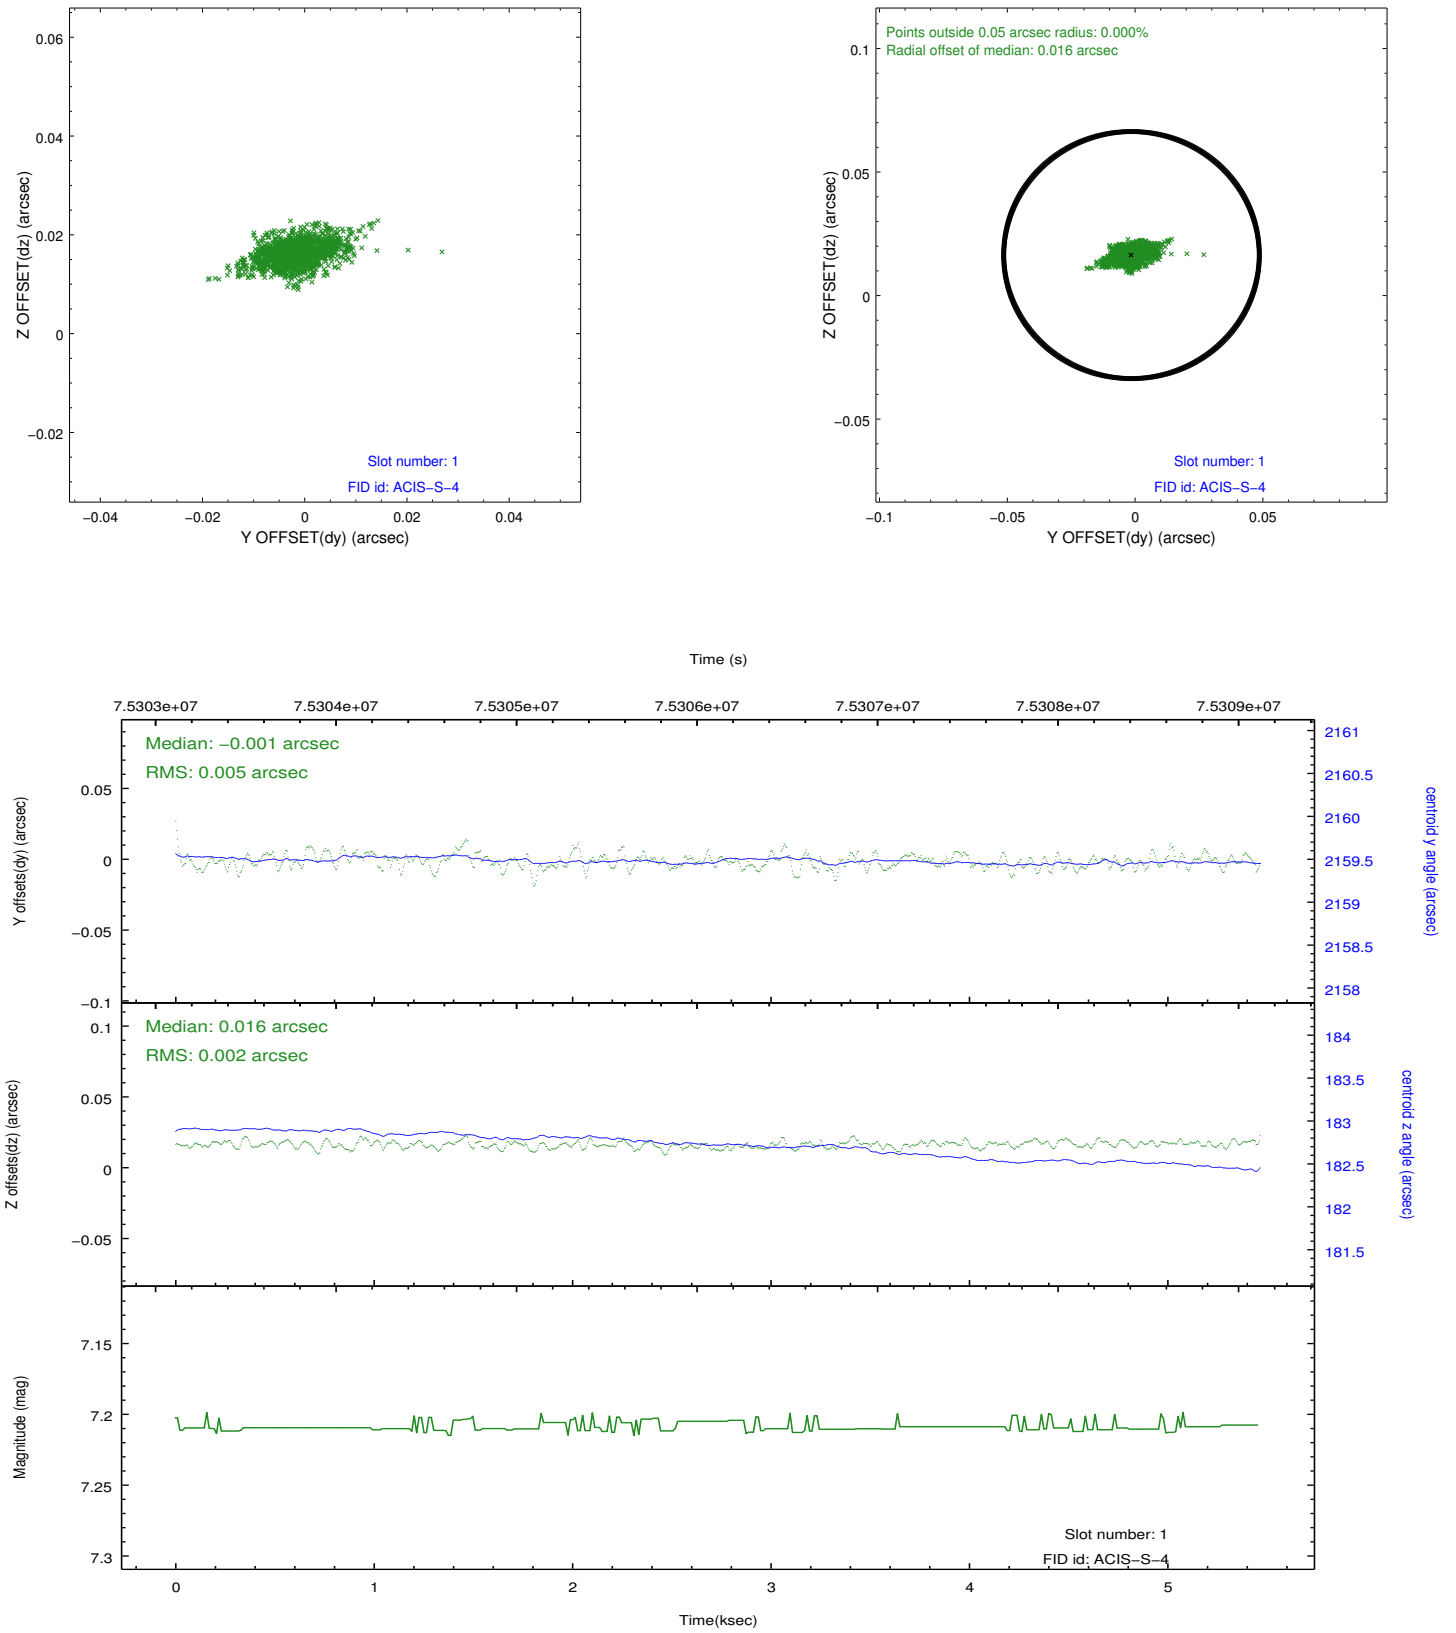 0.06
0.04
0.02
0
−0.02
Z OFFSET(dz) (arcsec)
Slot number: 1
FID id: ACIS−S−4
−0.04 −0.02 0 0.02 0.04
Y OFFSET(dy) (arcsec)
Points outside 0.05 arcsec radius: 0.000%
Radial offset of median: 0.016 arcsec
0.1
0.05
0
−0.05
Z OFFSET(dz) (arcsec)
Slot number: 1
FID id: ACIS−S−4
−0.1 −0.05 0 0.05
Y OFFSET(dy) (arcsec)
Time (s)
7.5303e+07 7.5304e+07 7.5305e+07 7.5306e+07 7.5307e+07 7.5308e+07 7.5309e+07
Median: −0.001 arcsec
RMS: 0.005 arcsec
0.05
0
−0.05
−0.1
Y offsets(dy) (arcsec)
2161
2160.5
2160
2159.5
2159
2158.5
2158
centroid y angle (arcsec)
Median: 0.016 arcsec
RMS: 0.002 arcsec
0.1
0.05
0
−0.05
Z offsets(dz) (arcsec)
184
183.5
183
182.5
182
181.5
centroid z angle (arcsec)
7.15
7.2
7.25
7.3
Magnitude (mag)
Slot number: 1
FID id: ACIS−S−4
0 1 2 3 4 5
Time(ksec)